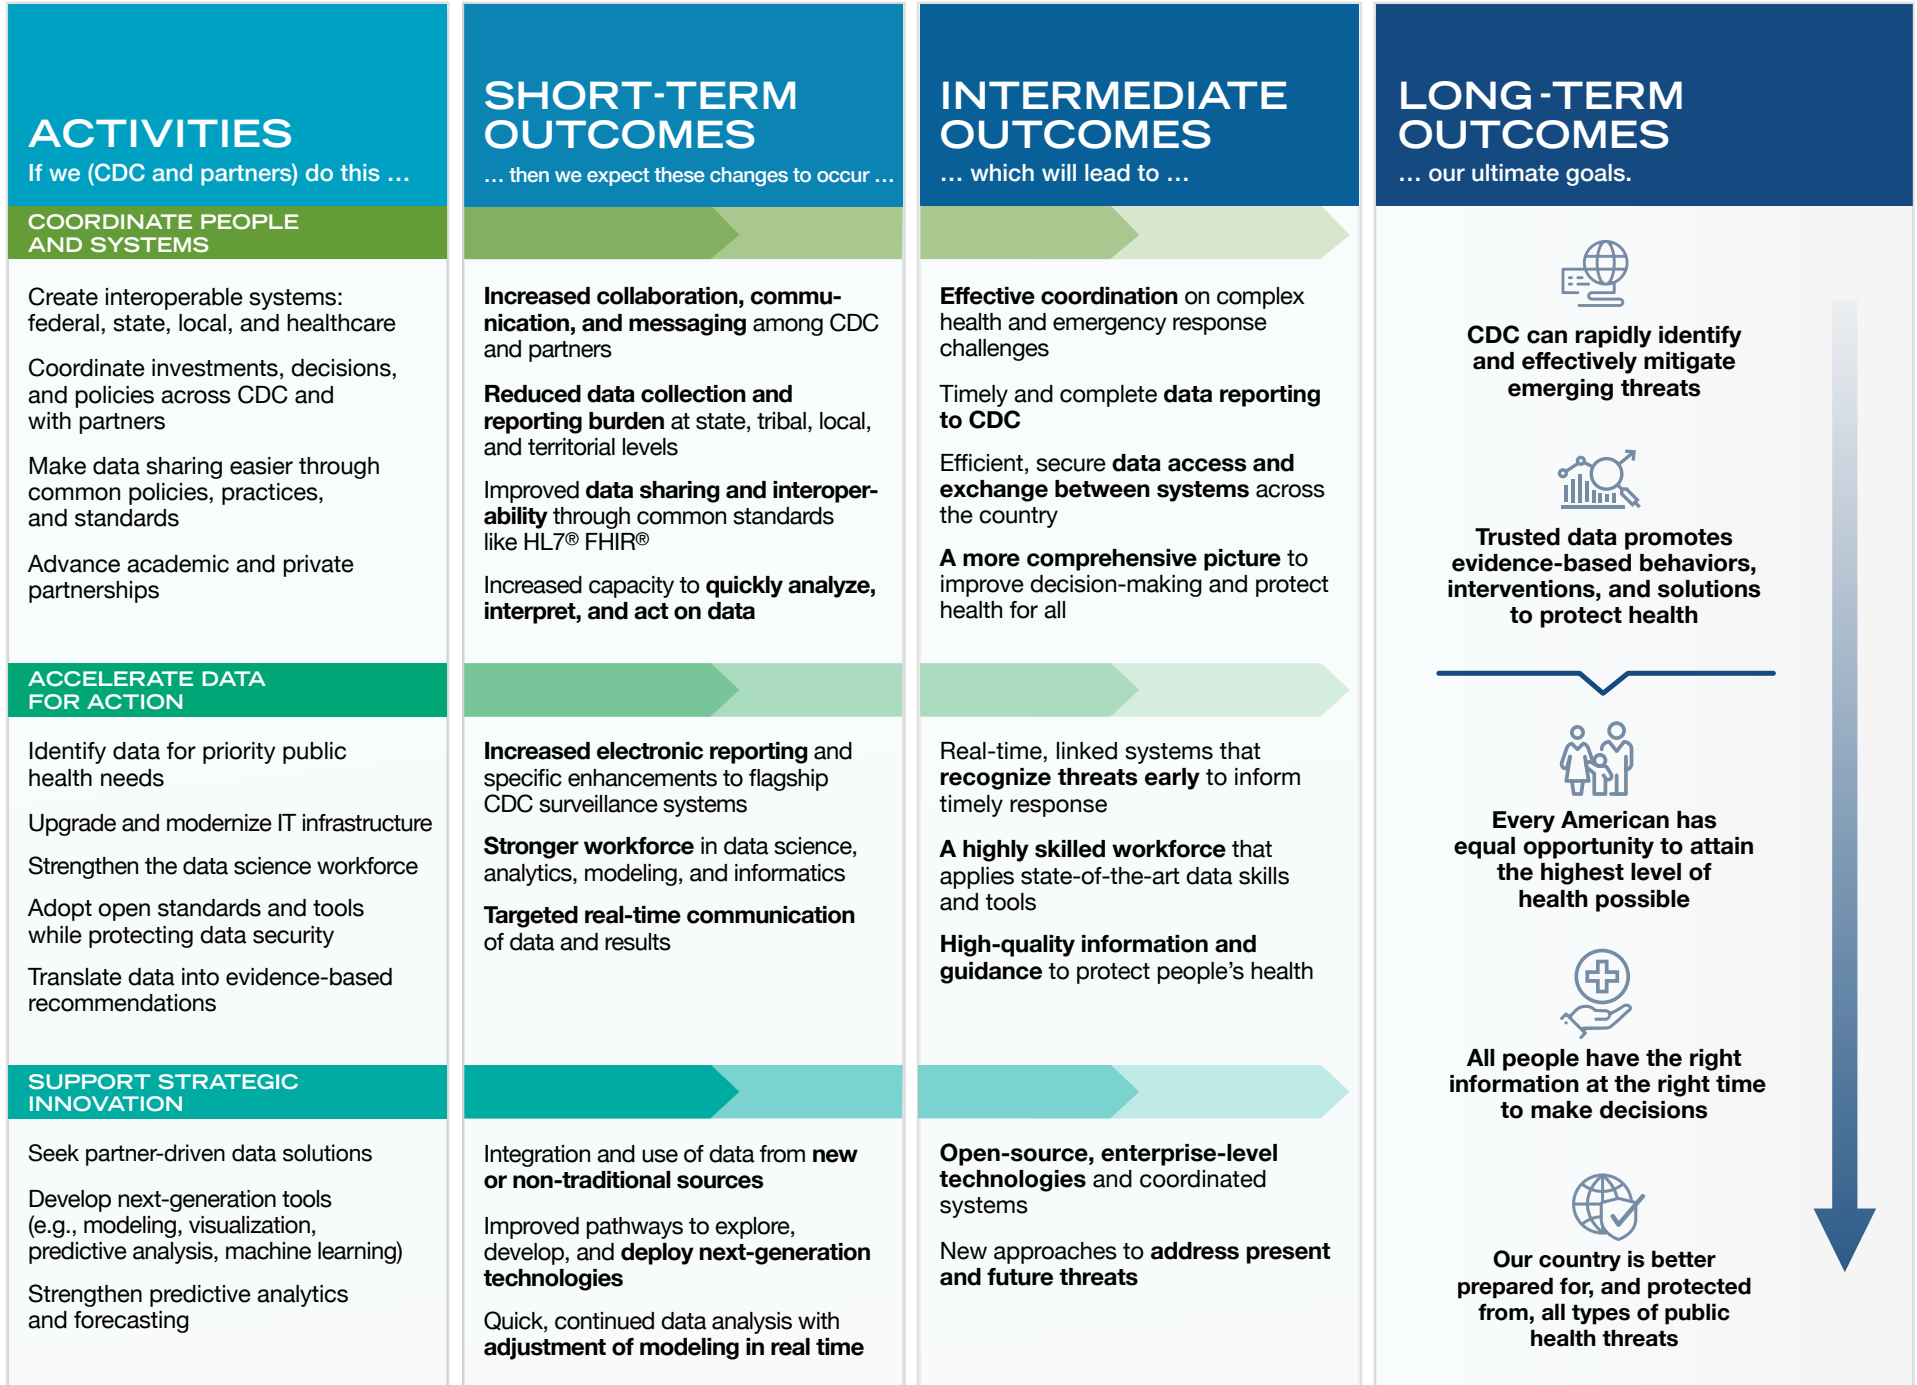 ACTIVITIES
If we (CDC and partners) do this ...
SHORT-TERM
OUTCOMES
... then we expect these changes to occur ...
INTERMEDIATE
OUTCOMES
... which will lead to ...
LONG-TERM
OUTCOMES
... our ultimate goals.
COORDINATE PEOPLE
AND SYSTEMS
Create interoperable systems:
federal, state, local, and healthcare
Coordinate investments, decisions,
and policies across CDC and
with partners
Make data sharing easier through
common policies, practices,
and standards
Advance academic and private
partnerships
Increased collaboration, commu-
nication, and messaging among CDC
and partners
Reduced data collection and
reporting burden at state, tribal, local,
and territorial levels
Improved data sharing and interoper-
ability through common standards
like HL7® FHIR®
Increased capacity to quickly analyze,
interpret, and act on data
Effective coordination on complex
health and emergency response
challenges
Timely and complete data reporting
to CDC
Efficient, secure data access and
exchange between systems across
the country
A more comprehensive picture to
improve decision-making and protect
health for all
ACCELERATE DATA
FOR ACTION
Identify data for priority public
health needs
Upgrade and modernize IT infrastructure
Strengthen the data science workforce
Adopt open standards and tools
while protecting data security
Translate data into evidence-based
recommendations
Increased electronic reporting and
specific enhancements to flagship
CDC surveillance systems
Stronger workforce in data science,
analytics, modeling, and informatics
Targeted real-time communication
of data and results
Real-time, linked systems that
recognize threats early to inform
timely response
A highly skilled workforce that
applies state-of-the-art data skills
and tools
High-quality information and
guidance to protect people's health
SUPPORT STRATEGIC
INNOVATION
Seek partner-driven data solutions
Develop next-generation tools
(e.g., modeling, visualization,
predictive analysis, machine learning)
Strengthen predictive analytics
and forecasting
Integration and use of data from new
or non-traditional sources
Improved pathways to explore,
develop, and deploy next-generation
technologies
Quick, continued data analysis with
adjustment of modeling in real time
Open-source, enterprise-level
technologies and coordinated
systems
New approaches to address present
and future threats
CDC can rapidly identify
and effectively mitigate
emerging threats
Trusted data promotes
evidence-based behaviors,
interventions, and solutions
to protect health
Every American has
equal opportunity to attain
the highest level of
health possible
All people have the right
information at the right time
to make decisions
Our country is better
prepared for, and protected
from, all types of public
health threats